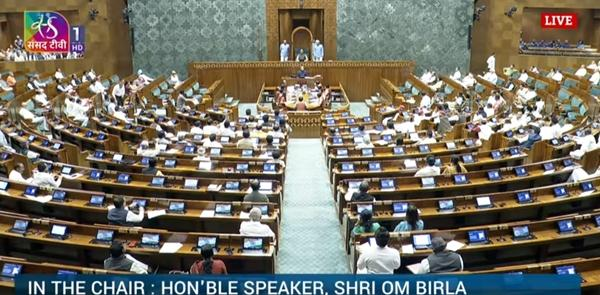 संसद टीवी
1
HD
LIVE
IN THE CHAIR : HON'BLE SPEAKER, SHRI OM BIRLA